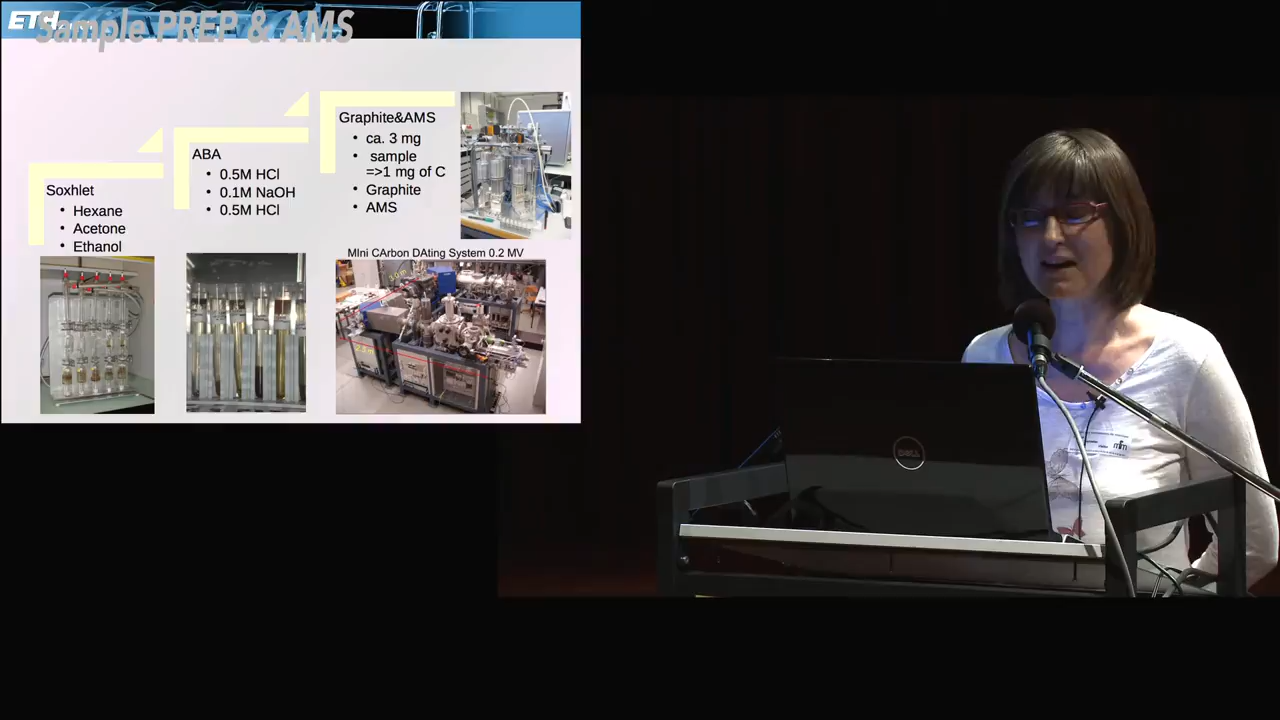 ETH
Sample PREP & AMS
Graphite&AMS
• ca. 3 mg
• sample
=>1 mg of C
• Graphite
• AMS
ABA
• 0.5M HCl
• 0.1M NaOH
• 0.5M HCl
Soxhlet
• Hexane
• Acetone
• Ethanol
MIni CArbon DAting System 0.2 MV
DELL